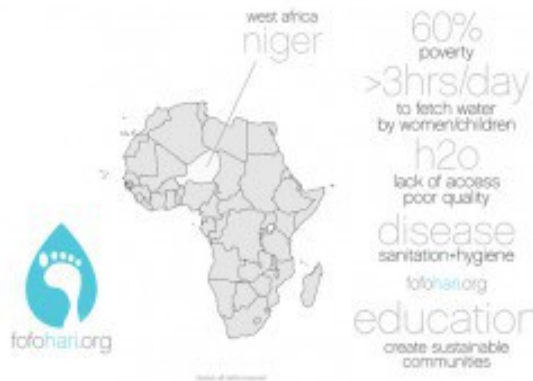 west africa
niger
60%
poverty
>3hrs/day
to fetch water
by women/children
h2o
lack of access
poor quality
disease
sanitation+hygiene
fofohari.org
education
create sustainable
communities
fofohari.org